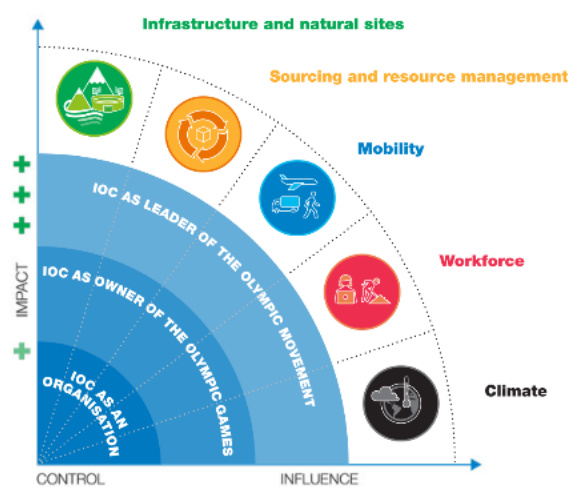 Infrastructure and natural sites
Sourcing and resource management
Mobility
Workforce
Climate
IOC AS LEADER OF THE OLYMPIC MOVEMENT
IOC AS OWNER OF THE OLYMPIC GAMES
IOC AS AN
ORGANISATION
+
+
+
IMPACT
+
CONTROL
INFLUENCE